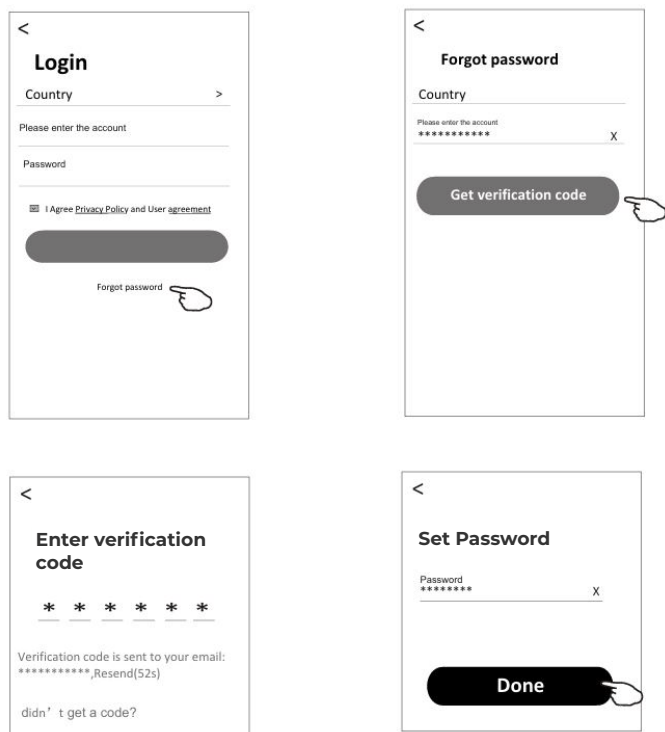 <
Login
Country >
Please enter the account
Password
I Agree Privacy Policy and User agreement
Forgot password
<
Forgot password
Country
Please enter the account
*********** X
Get verification code
<
Enter verification
code
* * * * * *
Verification code is sent to your email:
***********,Resend(52s)
didn’t get a code?
<
Set Password
Password
******** X
Done